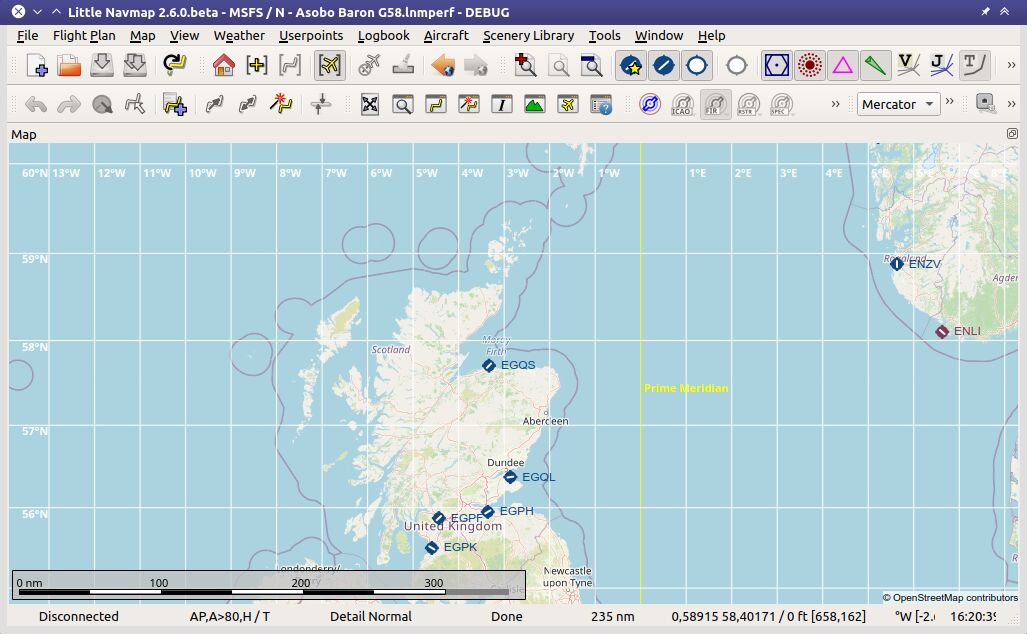 Little Navmap 2.6.0.beta - MSFS / N - Asobo Baron G58.lnmperf - DEBUG
File Flight Plan Map View Weather Userpoints Logbook Aircraft Scenery Library Tools Window Help
V J T
I ICAO FIR RSTR SPEC Mercator
Map
60°N 13°W 12°W 11°W 10°W 9°W 8°W 7°W 6°W 5°W 4°W 3°W 2°W 1°W 1°E 2°E 3°E 4°E 5°E
59°N
Rogaland ENZV
Agder
ENLI
58°N
Scotland
Moray
Firth
EGQS
Prime Meridian
57°N
Aberdeen
Dundee
EGQL
56°N
EGPF EGPH
United Kingdom
EGPK
Londonderry/
Newcastle
upon Tyne
Carlisle
0 nm 100 200 300
© OpenStreetMap contributors
Disconnected AP,A>80,H / T Detail Normal Done 235 nm 0,58915 58,40171 / 0 ft [658,162] °W [-2. 16:20:39